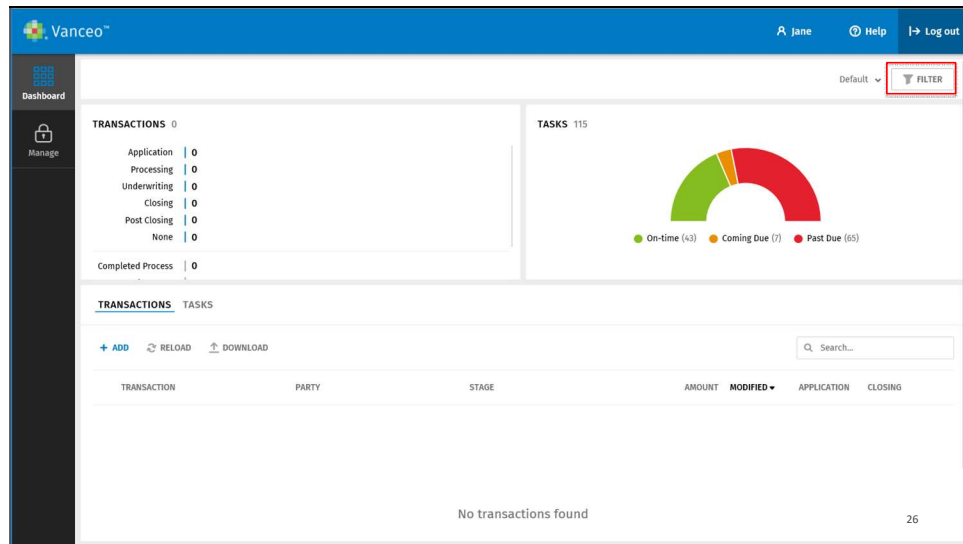 Vanceo™
Jane
Help
Log out
Dashboard
Default
FILTER
Manage
TRANSACTIONS 0
Application 0
Processing 0
Underwriting 0
Closing 0
Post Closing 0
None 0
Completed Process 0
TASKS 115
On-time (43) Coming Due (7) Past Due (65)
TRANSACTIONS TASKS
+ ADD RELOAD DOWNLOAD
Search...
TRANSACTION PARTY STAGE AMOUNT MODIFIED APPLICATION CLOSING
No transactions found
26